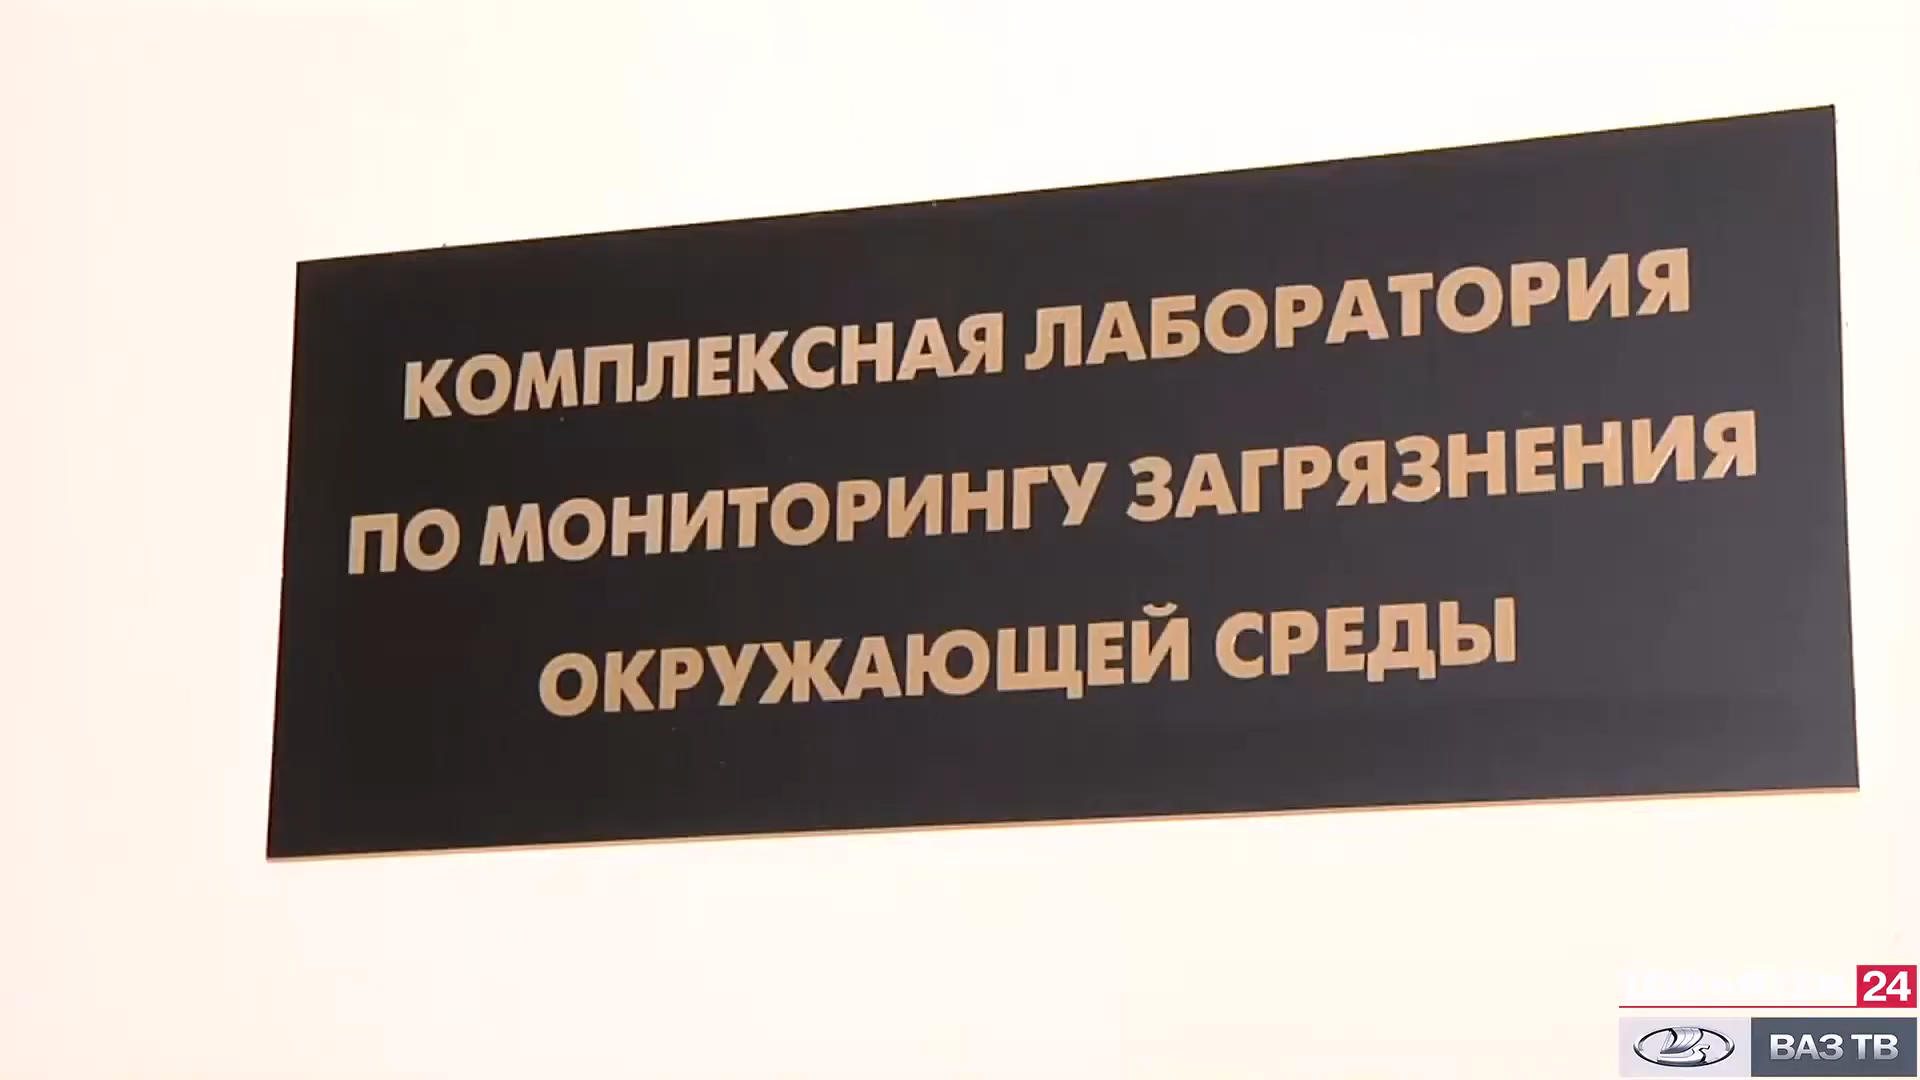 КОМПЛЕКСНАЯ ЛАБОРАТОРИЯ
ПО МОНИТОРИНГУ ЗАГРЯЗНЕНИЯ
ОКРУЖАЮЩЕЙ СРЕДЫ
24
ВАЗ ТВ